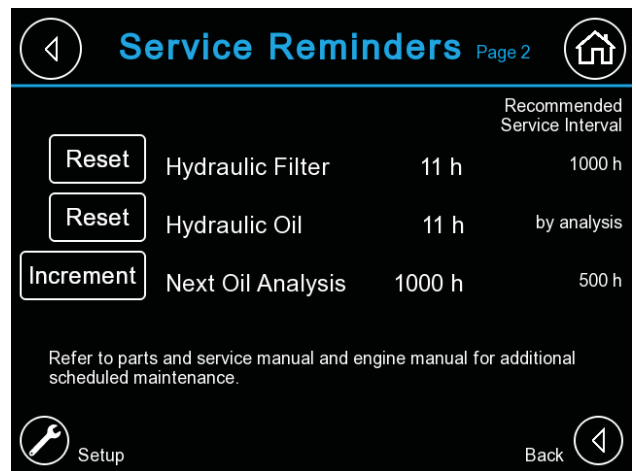 Service Reminders Page 2
Recommended
Service Interval
Reset Hydraulic Filter 11 h 1000 h
Reset Hydraulic Oil 11 h by analysis
Increment Next Oil Analysis 1000 h 500 h
Refer to parts and service manual and engine manual for additional
scheduled maintenance.
Setup Back